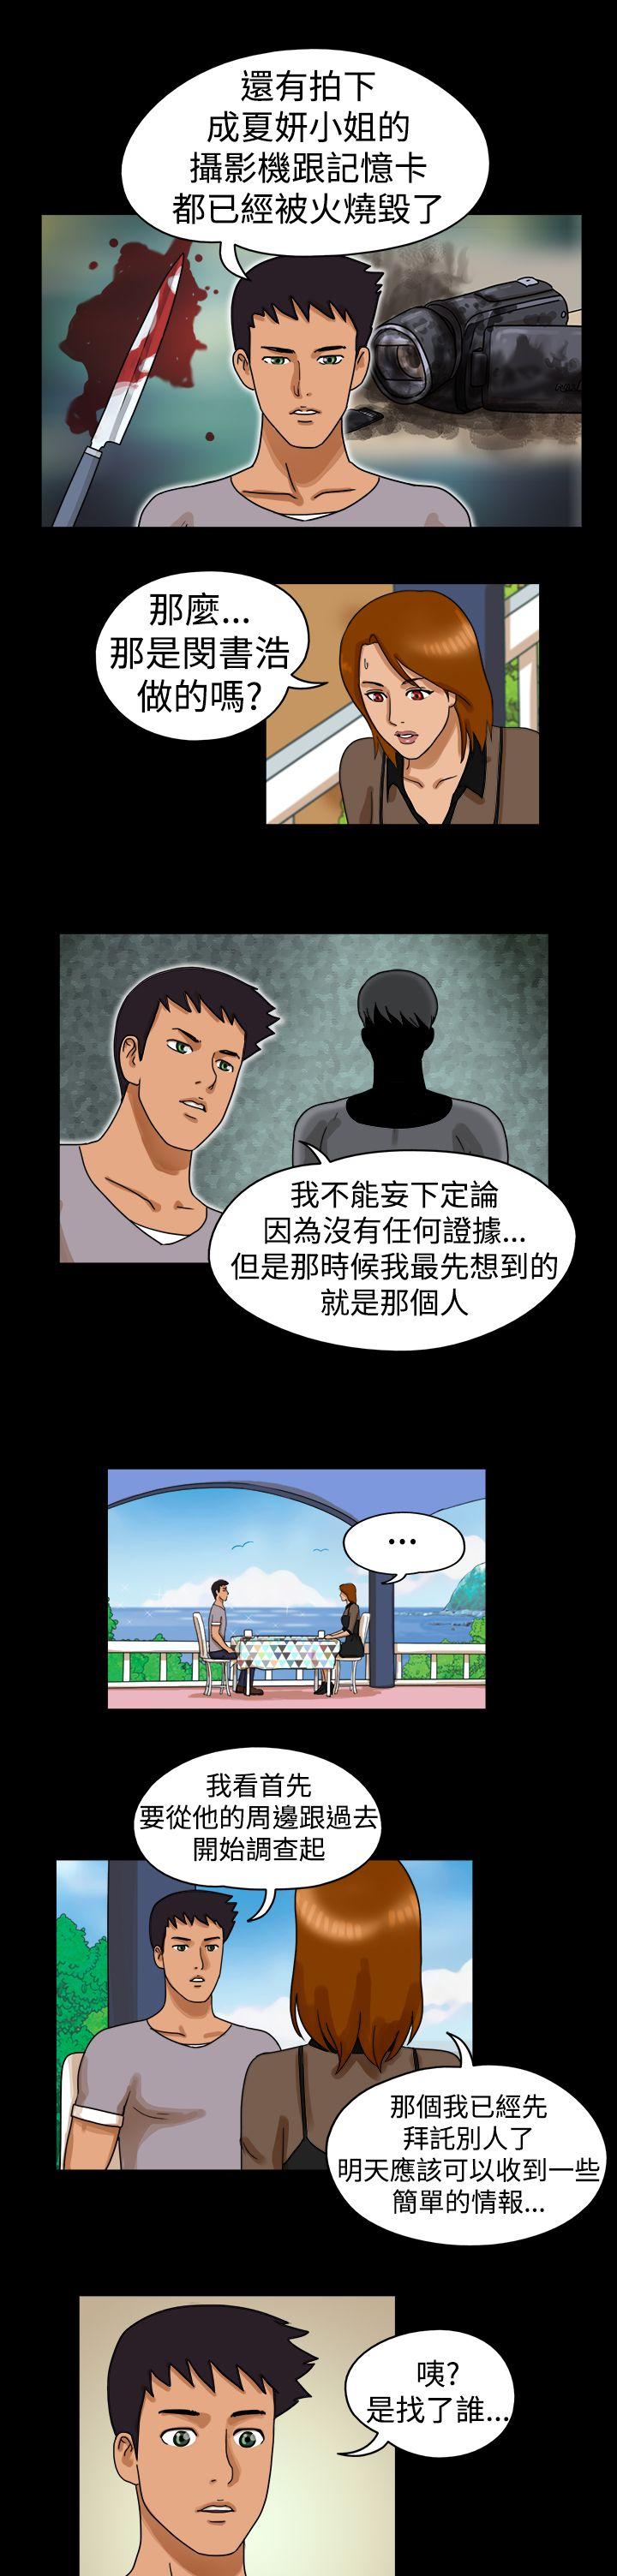 還有拍下
成夏妍小姐的
攝影機跟記憶卡
都已經被火燒毀了
那麼...
那是閔書浩
做的嗎?
我不能妄下定論
因為沒有任何證據...
但是那時候我最先想到的
就是那個人
...
我看首先
要從他的周邊跟過去
開始調查起
那個我已經先
拜託別人了
明天應該可以收到一些
簡單的情報...
咦?
是找了誰...